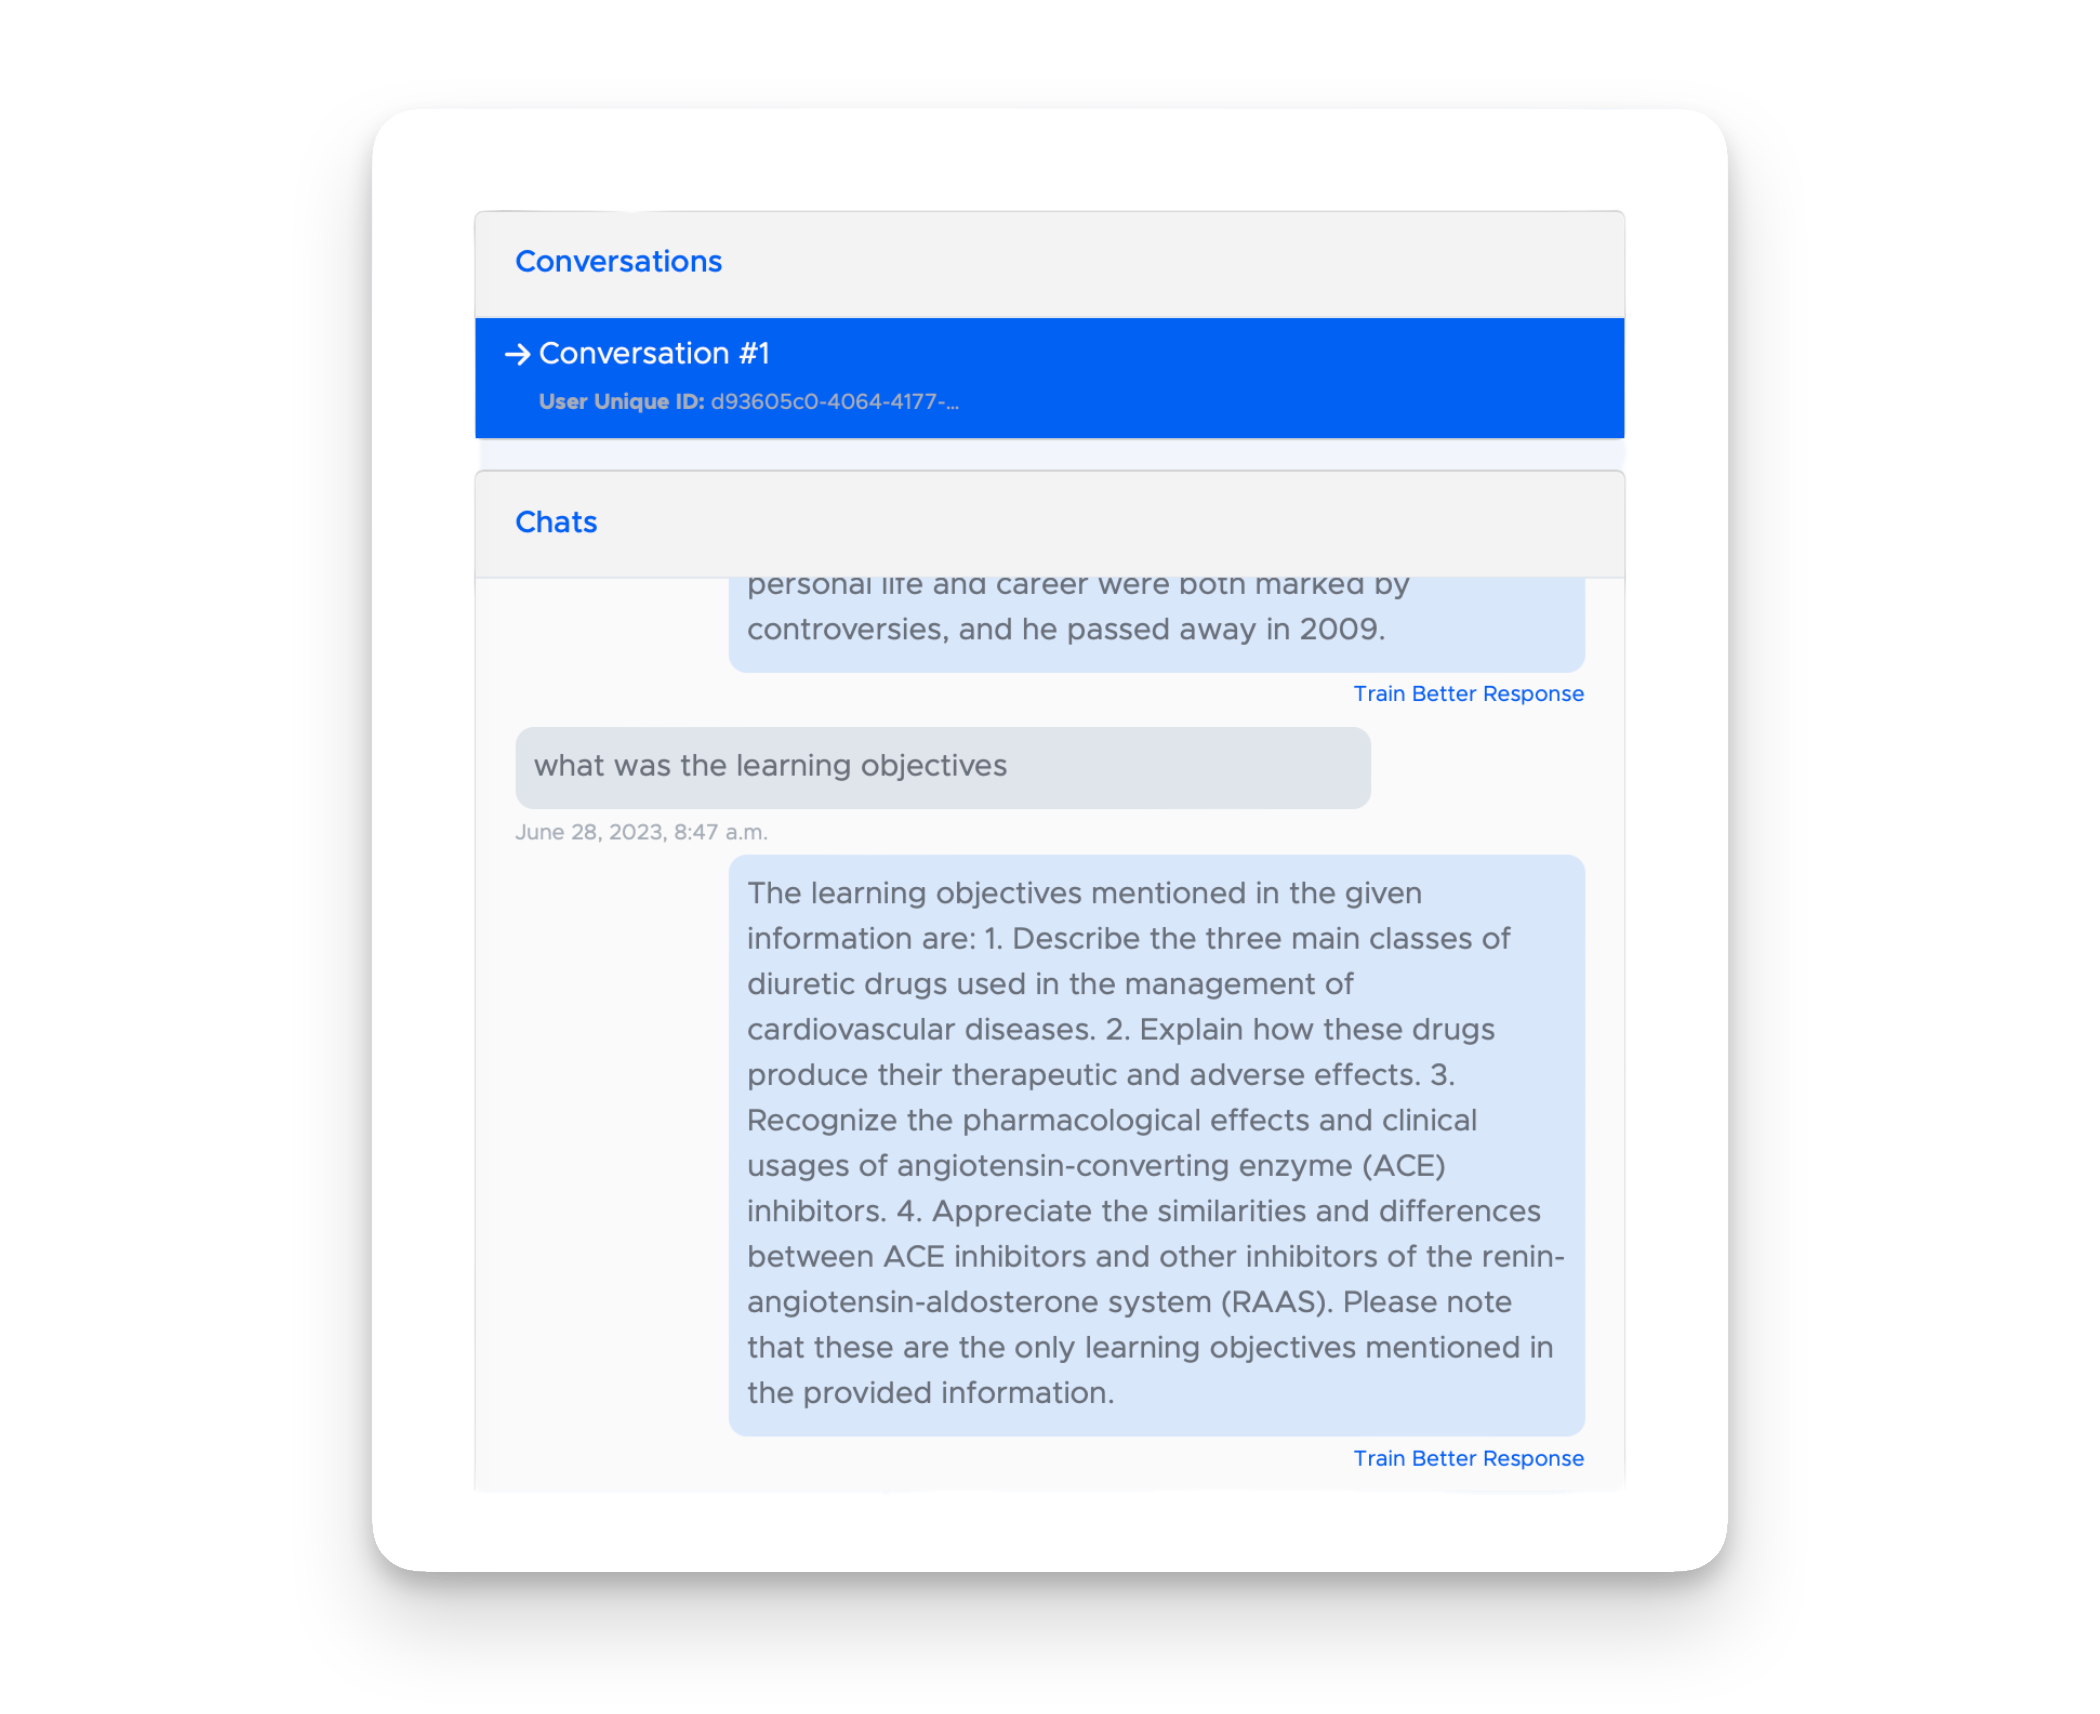 Conversations
→ Conversation #1
User Unique ID: d93605c0-4064-4177-...
Chats
personal life and career were both marked by
controversies, and he passed away in 2009.
Train Better Response
what was the learning objectives
June 28, 2023, 8:47 a.m.
The learning objectives mentioned in the given
information are: 1. Describe the three main classes of
diuretic drugs used in the management of
cardiovascular diseases. 2. Explain how these drugs
produce their therapeutic and adverse effects. 3.
Recognize the pharmacological effects and clinical
usages of angiotensin-converting enzyme (ACE)
inhibitors. 4. Appreciate the similarities and differences
between ACE inhibitors and other inhibitors of the renin-
angiotensin-aldosterone system (RAAS). Please note
that these are the only learning objectives mentioned in
the provided information.
Train Better Response